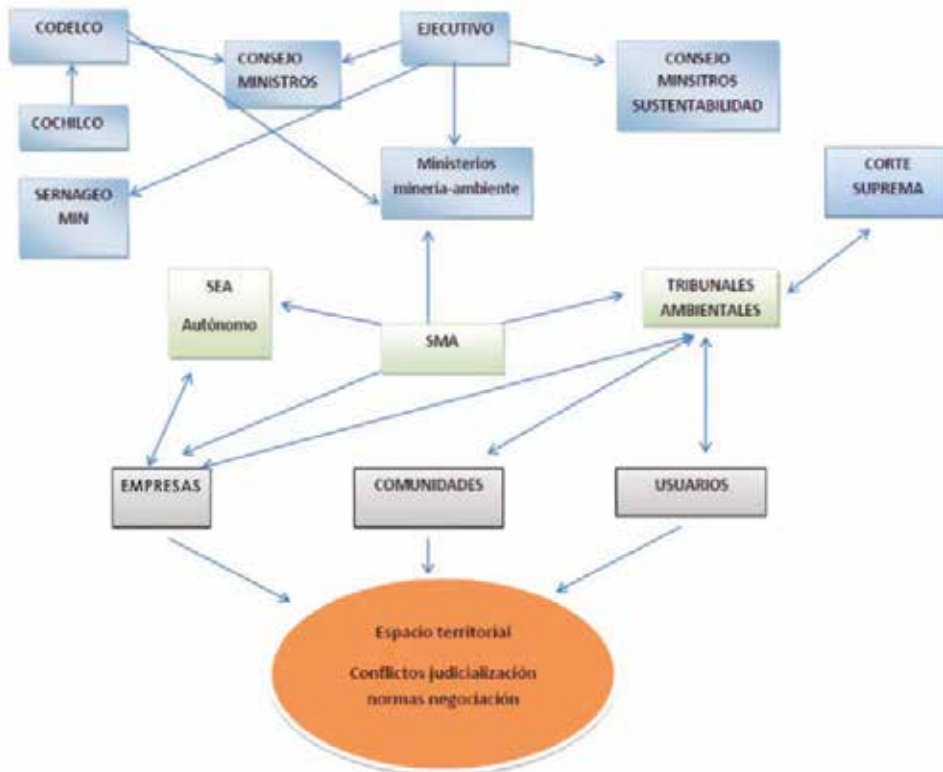 CODELCO
EJECUTIVO
CONSEJO
MINISTROS
CONSEJO
MINSITROS
SUSTENTABILIDAD
COCHILCO
Ministerios
mineria-ambiente
CORTE
SUPREMA
SERNAGEO
MIN
SEA
Autónomo
TRIBUNALES
AMBIENTALES
SMA
EMPRESAS
COMUNIDADES
USUARIOS
Espacio territorial
Conflictos judicialización
normas negociación